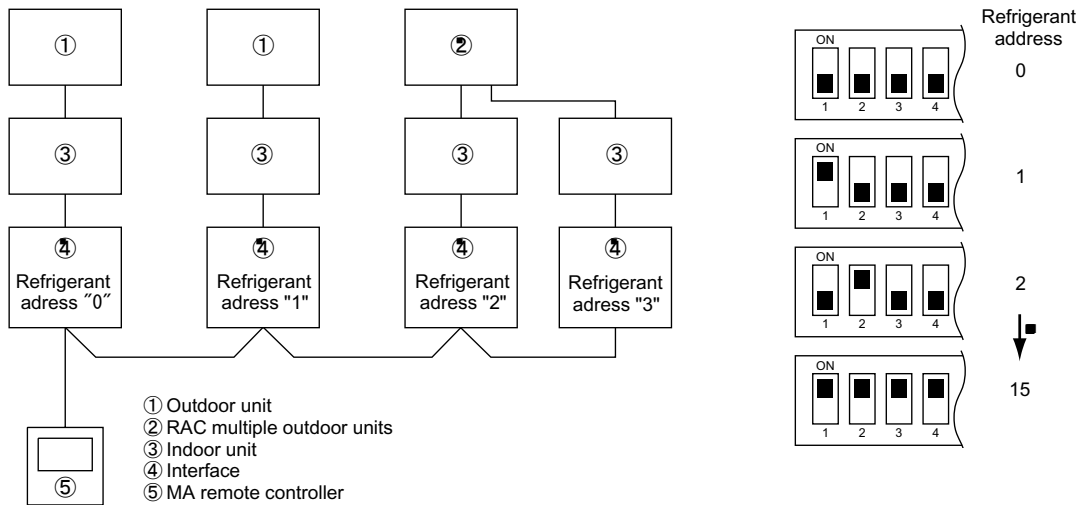 ① ① ②
③ ③ ③ ③
④ ④ ④ ④
Refrigerant
adress "0"
Refrigerant
adress "1"
Refrigerant
adress "2"
Refrigerant
adress "3"
⑤
① Outdoor unit
② RAC multiple outdoor units
③ Indoor unit
④ Interface
⑤ MA remote controller
Refrigerant
address
ON
1 2 3 4
0
ON
1 2 3 4
1
ON
1 2 3 4
2
ON
1 2 3 4
15